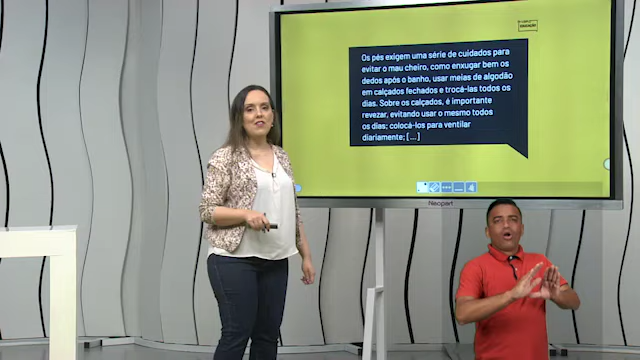 EDUCAÇÃO
Os pés exigem uma série de cuidados para
evitar o mau cheiro, como enxugar bem os
dedos após o banho, usar meias de algodão
em calçados fechados e trocá-las todos os
dias. Sobre os calçados, é importante
revezar, evitando usar o mesmo todos
os dias; colocá-los para ventilar
diariamente; [...]
Neopart